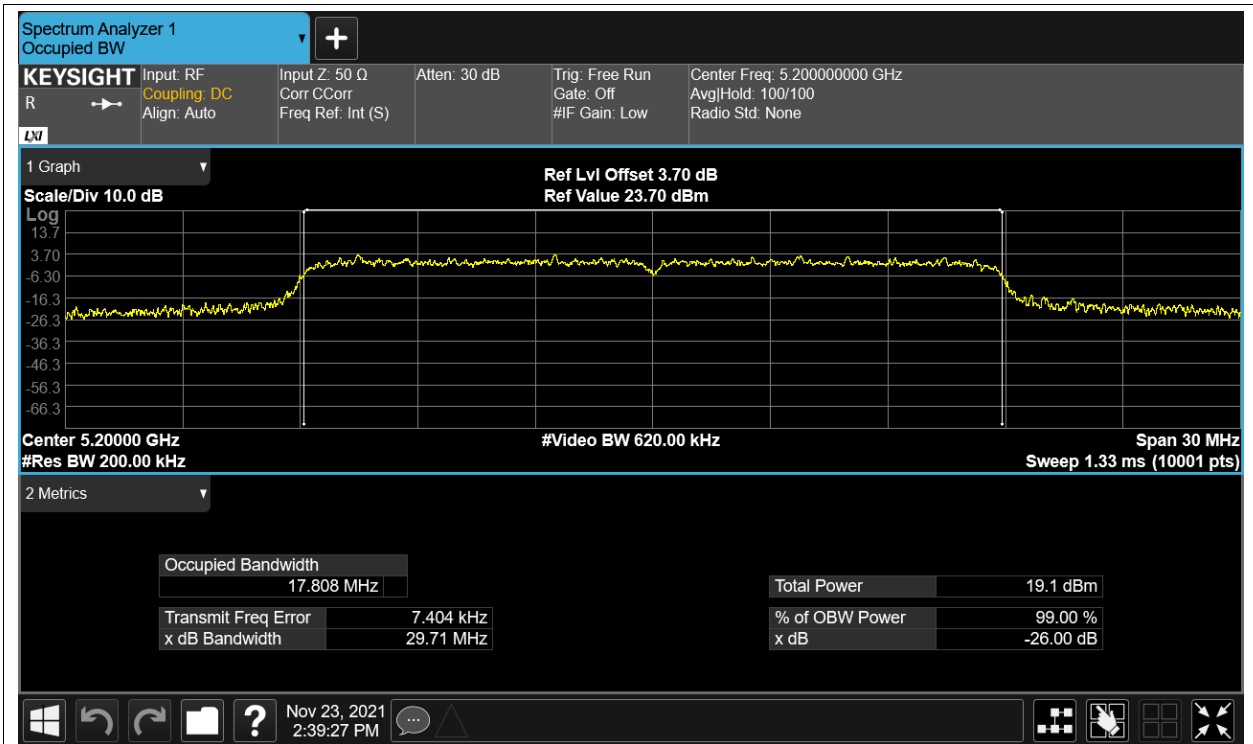 Spectrum Analyzer 1
Occupied BW
KEYSIGHT
R
LXI
Input: RF
Coupling: DC
Align: Auto
Input Z: 50 Ω
Corr CCorr
Freq Ref: Int (S)
Atten: 30 dB
Trig: Free Run
Gate: Off
#IF Gain: Low
Center Freq: 5.200000000 GHz
Avg|Hold: 100/100
Radio Std: None
1 Graph
Scale/Div 10.0 dB
Ref Lvl Offset 3.70 dB
Ref Value 23.70 dBm
Log
13.7
3.70
-6.30
-16.3
-26.3
-36.3
-46.3
-56.3
-66.3
Center 5.20000 GHz
#Video BW 620.00 kHz
Span 30 MHz
#Res BW 200.00 kHz
Sweep 1.33 ms (10001 pts)
2 Metrics
Occupied Bandwidth
17.808 MHz
Total Power 19.1 dBm
Transmit Freq Error 7.404 kHz
% of OBW Power 99.00 %
x dB Bandwidth 29.71 MHz
x dB -26.00 dB
?
Nov 23, 2021
2:39:27 PM